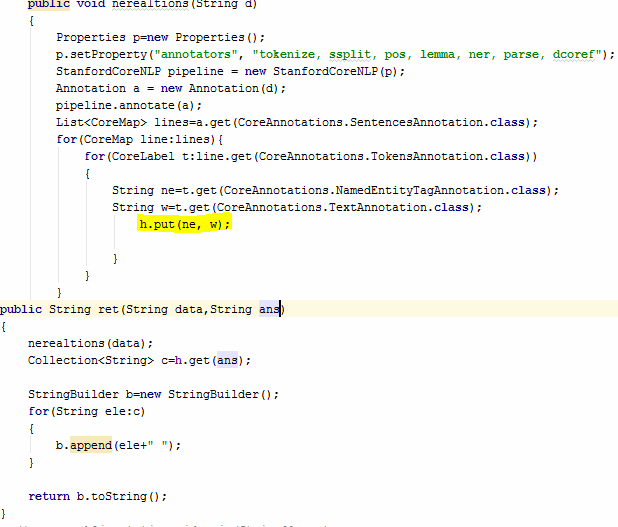 public void nerealtions(String d)
{
Properties p=new Properties();
p.setProperty("annotators", "tokenize, ssplit, pos, lemma, ner, parse, dcoref");
StanfordCoreNLP pipeline = new StanfordCoreNLP(p);
Annotation a = new Annotation(d);
pipeline.annotate(a);
List<CoreMap> lines=a.get(CoreAnnotations.SentencesAnnotation.class);
for(CoreMap line:lines){
for(CoreLabel t:line.get(CoreAnnotations.TokensAnnotation.class))
{
String ne=t.get(CoreAnnotations.NamedEntityTagAnnotation.class);
String w=t.get(CoreAnnotations.TextAnnotation.class);
h.put(ne, w);
}
}
}
public String ret(String data,String ans)
{
nerealtions(data);
Collection<String> c=h.get(ans);
StringBuilder b=new StringBuilder();
for(String ele:c)
{
b.append(ele+" ");
}
return b.toString();
}